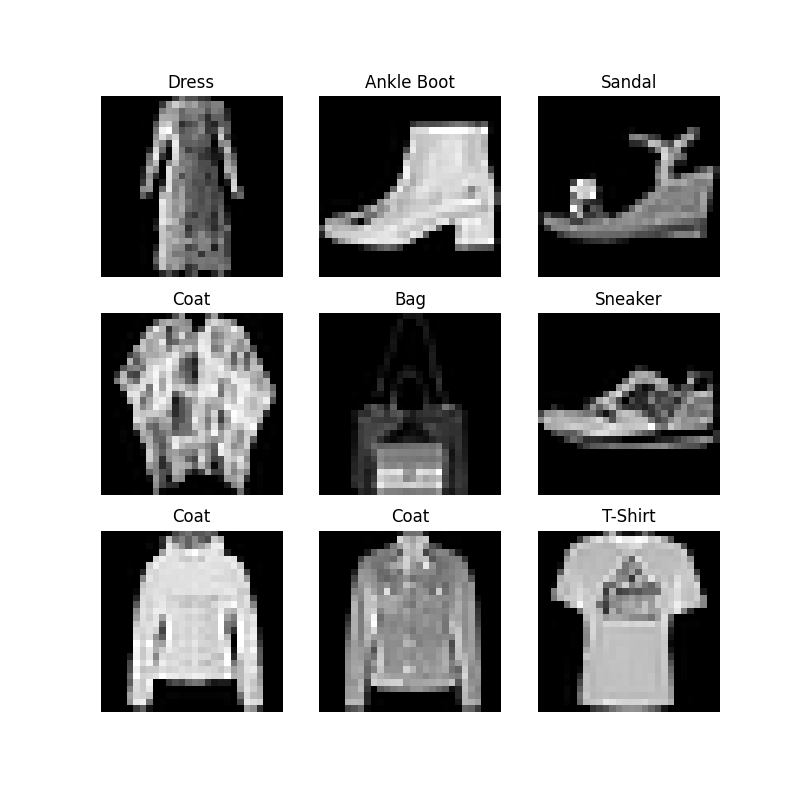 Dress
Ankle Boot
Sandal
Coat
Bag
Sneaker
Coat
Coat
T-Shirt